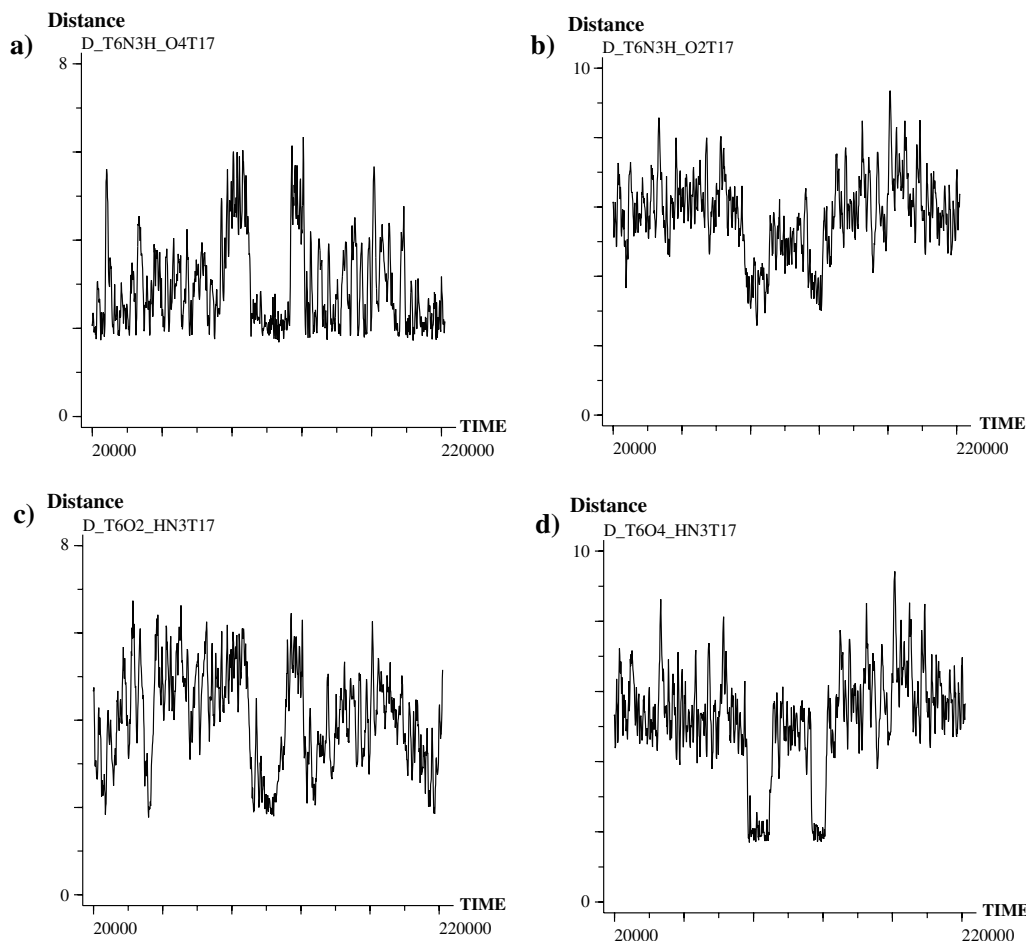 Distance
a)
D_T6N3H_O4T17
8
0
TIME
20000
220000
Distance
b)
D_T6N3H_O2T17
10
0
TIME
20000
220000
Distance
c)
D_T6O2_HN3T17
8
0
TIME
20000
220000
Distance
d)
D_T6O4_HN3T17
10
0
TIME
20000
220000